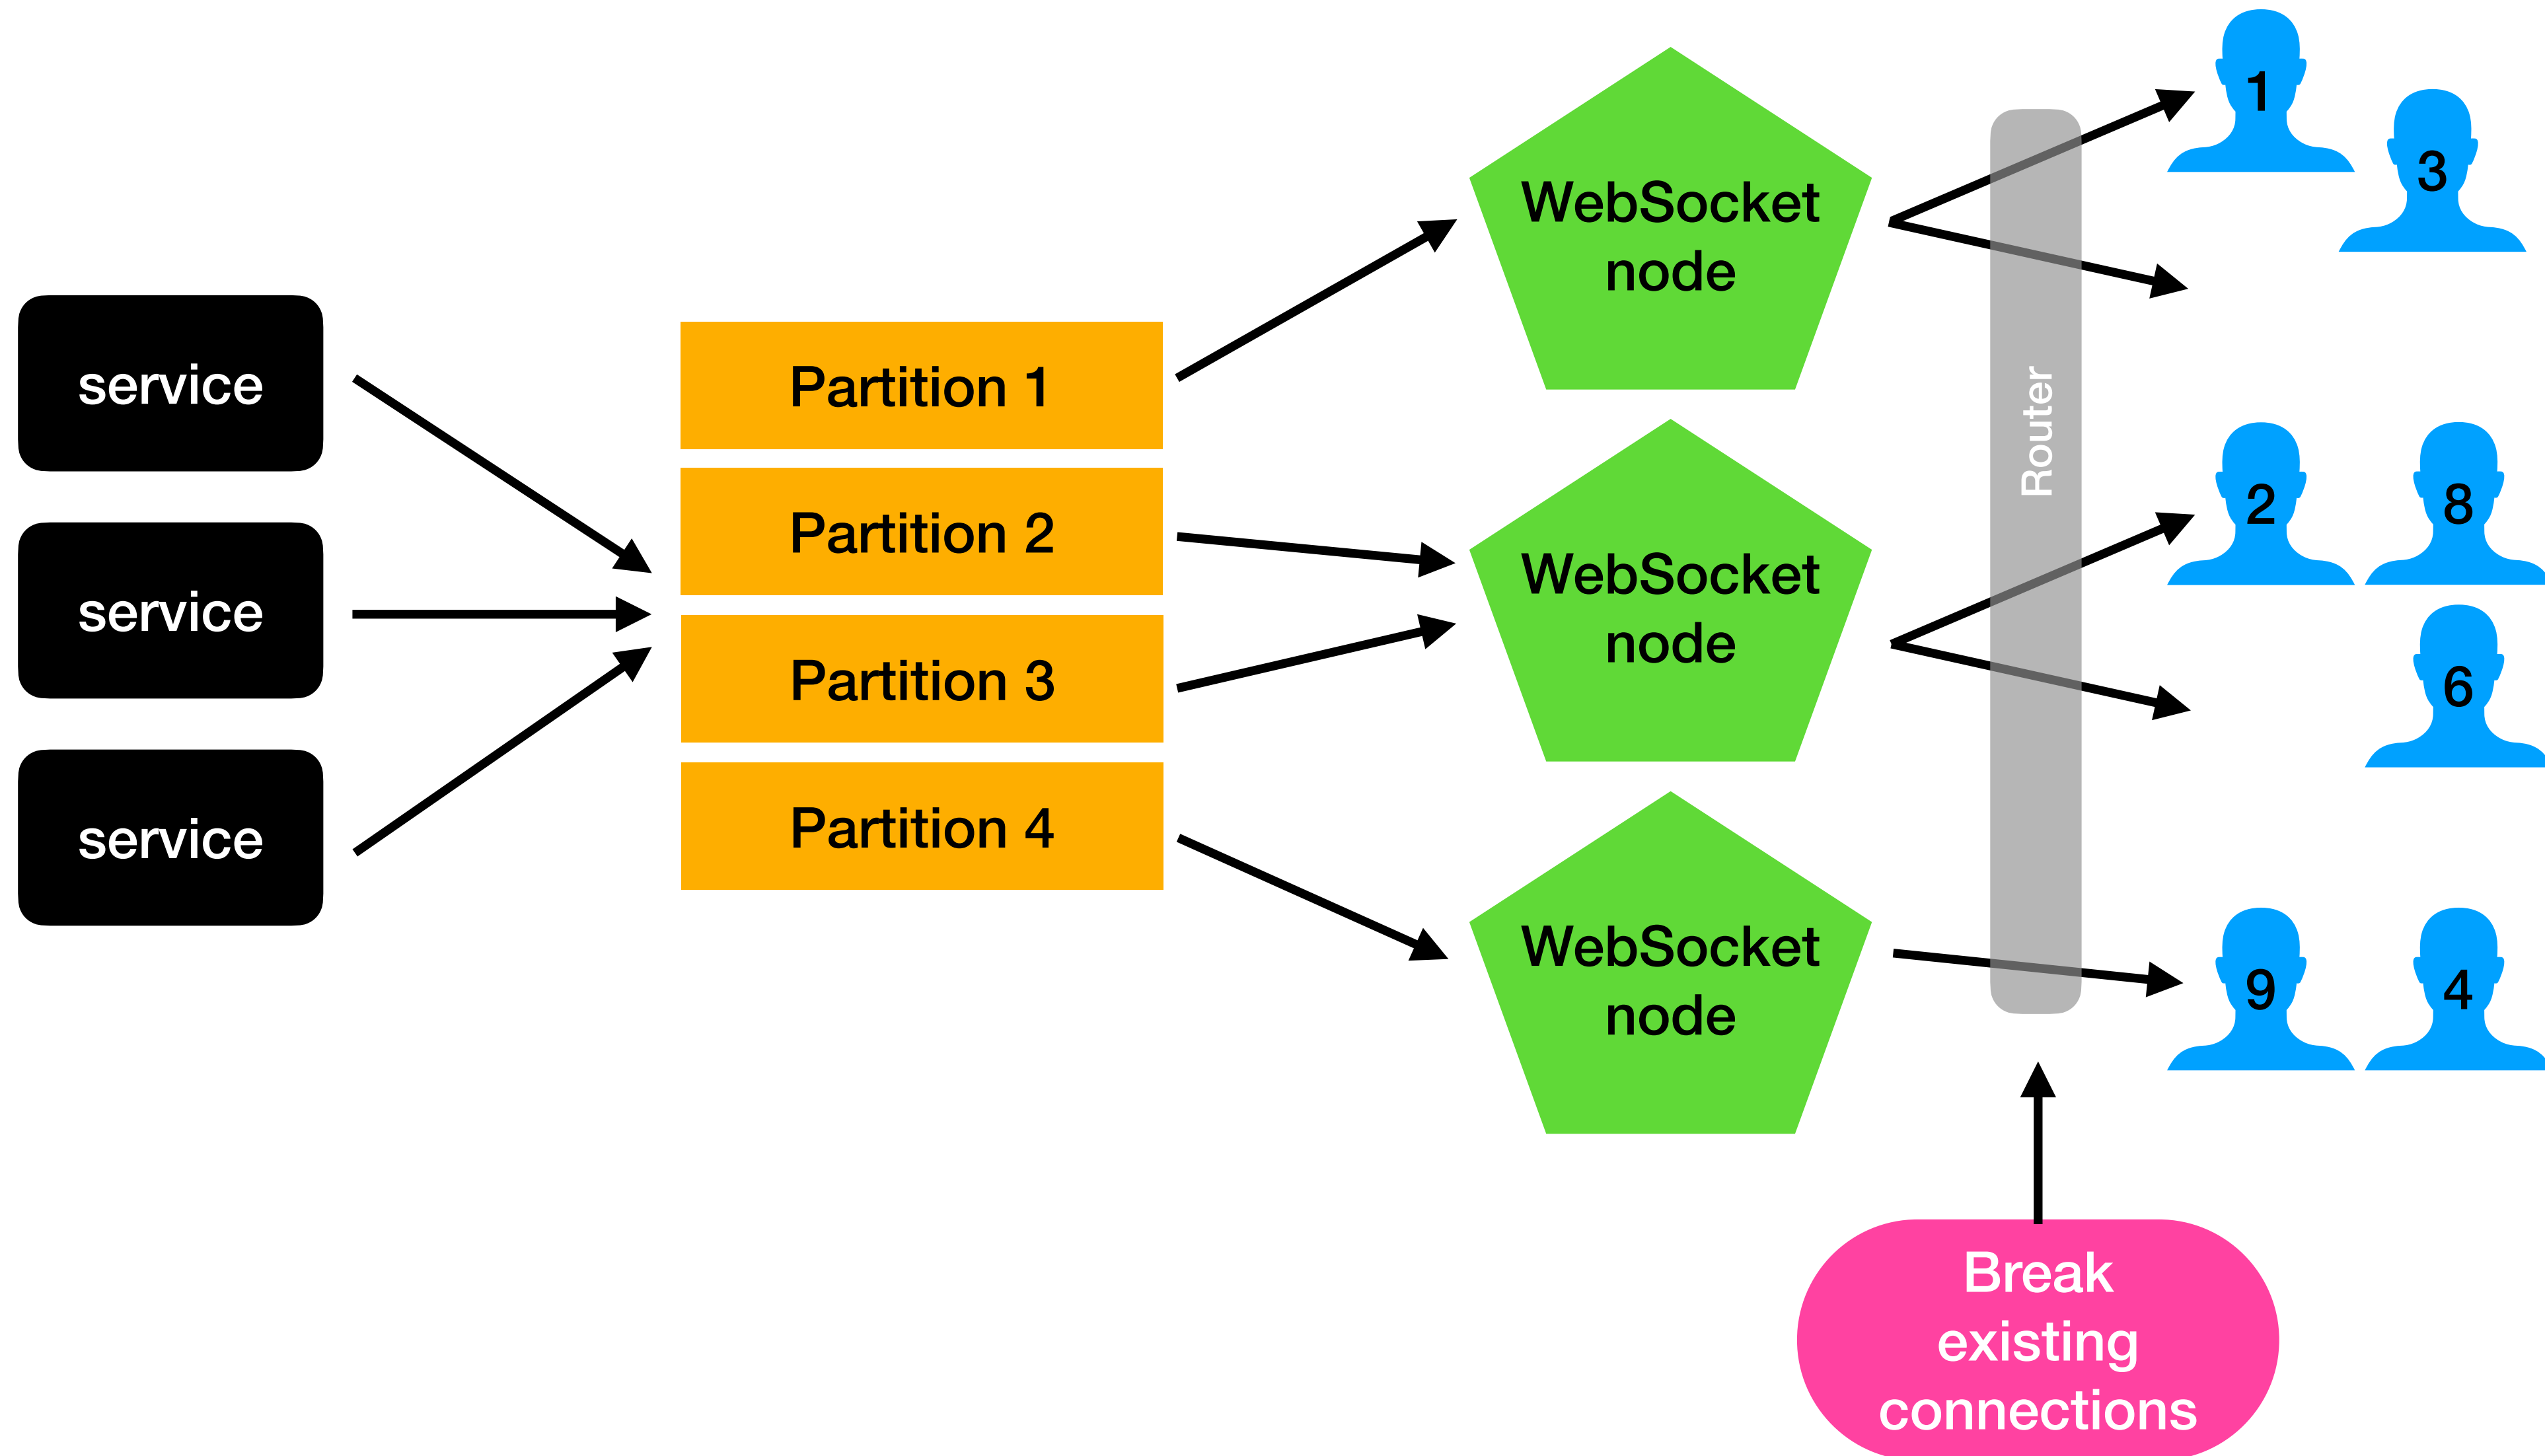 service
service
service
Partition 1
Partition 2
Partition 3
Partition 4
WebSocket
node
WebSocket
node
WebSocket
node
Router
1
3
2
8
6
9
4
Break
existing
connections